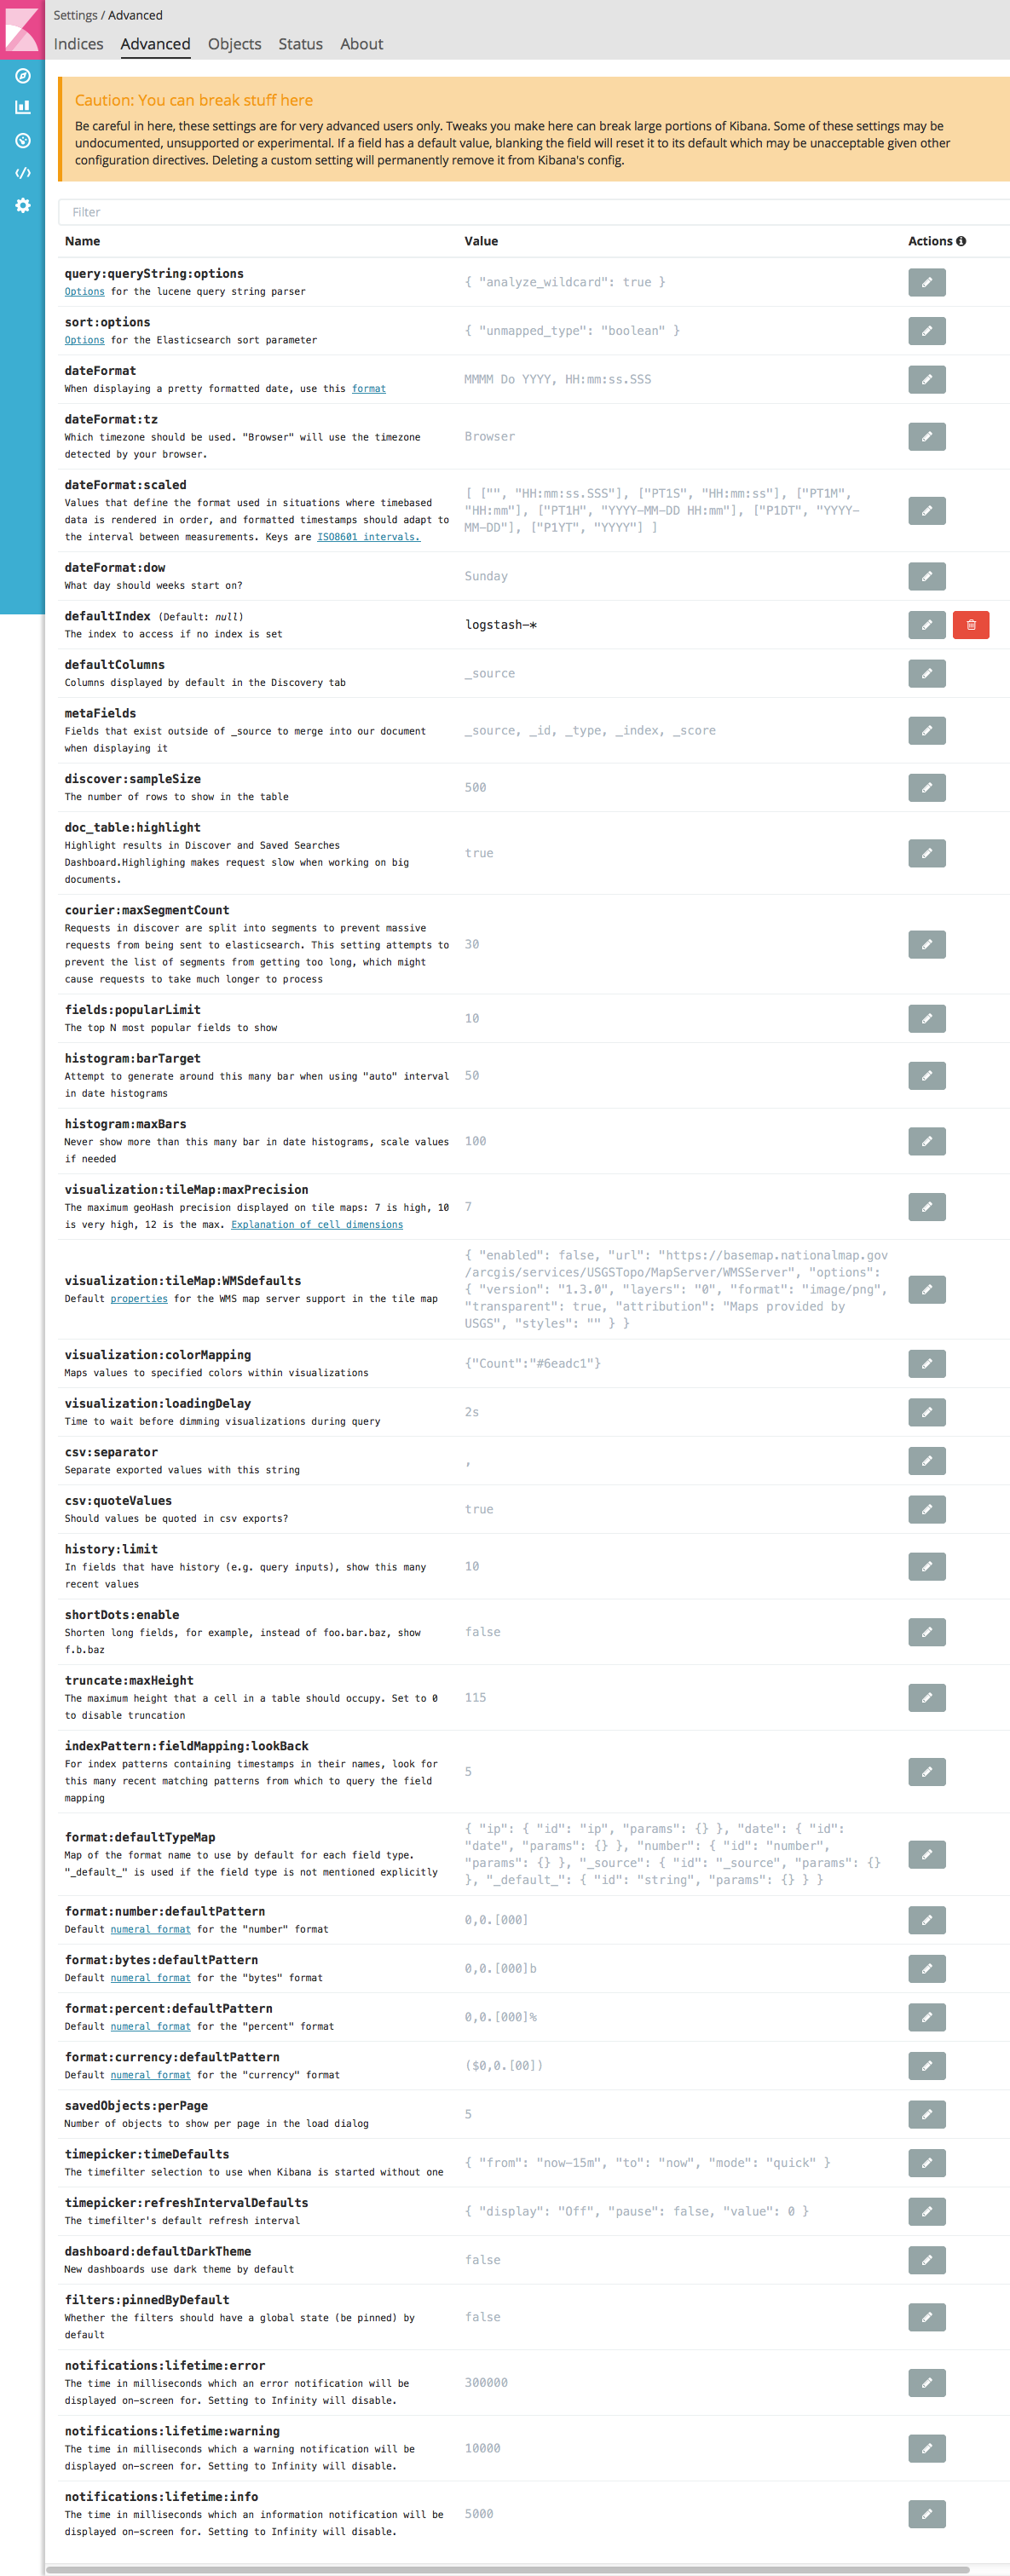 Settings / Advanced
Indices Advanced Objects Status About
Caution: You can break stuff here
Be careful in here, these settings are for very advanced users only. Tweaks you make here can break large portions of Kibana. Some of these settings may be
undocumented, unsupported or experimental. If a field has a default value, blanking the field will reset it to its default which may be unacceptable given other
configuration directives. Deleting a custom setting will permanently remove it from Kibana's config.
Filter
Name Value Actions
query:queryString:options
Options for the lucene query string parser
{ "analyze_wildcard": true }
sort:options
Options for the Elasticsearch sort parameter
{ "unmapped_type": "boolean" }
dateFormat
When displaying a pretty formatted date, use this format
MMMM Do YYYY, HH:mm:ss.SSS
dateFormat:tz
Which timezone should be used. "Browser" will use the timezone
detected by your browser.
Browser
dateFormat:scaled
Values that define the format used in situations where timebased
data is rendered in order, and formatted timestamps should adapt to
the interval between measurements. Keys are ISO8601 intervals.
[ ["", "HH:mm:ss.SSS"], ["PT1S", "HH:mm:ss"], ["PT1M",
"HH:mm"], ["PT1H", "YYYY-MM-DD HH:mm"], ["P1DT", "YYYY-
MM-DD"], ["P1YT", "YYYY"] ]
dateFormat:dow
What day should weeks start on?
Sunday
defaultIndex (Default: null)
The index to access if no index is set
logstash-*
defaultColumns
Columns displayed by default in the Discovery tab
_source
metaFields
Fields that exist outside of _source to merge into our document
when displaying it
_source, _id, _type, _index, _score
discover:sampleSize
The number of rows to show in the table
500
doc_table:highlight
Highlight results in Discover and Saved Searches
Dashboard.Highlighing makes request slow when working on big
documents.
true
courier:maxSegmentCount
Requests in discover are split into segments to prevent massive
requests from being sent to elasticsearch. This setting attempts to
prevent the list of segments from getting too long, which might
cause requests to take much longer to process
30
fields:popularLimit
The top N most popular fields to show
10
histogram:barTarget
Attempt to generate around this many bar when using "auto" interval
in date histograms
50
histogram:maxBars
Never show more than this many bar in date histograms, scale values
if needed
100
visualization:tileMap:maxPrecision
The maximum geoHash precision displayed on tile maps: 7 is high, 10
is very high, 12 is the max. Explanation of cell dimensions
7
visualization:tileMap:WMSdefaults
Default properties for the WMS map server support in the tile map
{ "enabled": false, "url": "https://basemap.nationalmap.gov
/arcgis/services/USGSTopo/MapServer/WMSServer", "options":
{ "version": "1.3.0", "layers": "0", "format": "image/png",
"transparent": true, "attribution": "Maps provided by
USGS", "styles": "" } }
visualization:colorMapping
Maps values to specified colors within visualizations
{"Count":"#6eadc1"}
visualization:loadingDelay
Time to wait before dimming visualizations during query
2s
csv:separator
Separate exported values with this string
,
csv:quoteValues
Should values be quoted in csv exports?
true
history:limit
In fields that have history (e.g. query inputs), show this many
recent values
10
shortDots:enable
Shorten long fields, for example, instead of foo.bar.baz, show
f.b.baz
false
truncate:maxHeight
The maximum height that a cell in a table should occupy. Set to 0
to disable truncation
115
indexPattern:fieldMapping:lookBack
For index patterns containing timestamps in their names, look for
this many recent matching patterns from which to query the field
mapping
5
format:defaultTypeMap
Map of the format name to use by default for each field type.
"_default_" is used if the field type is not mentioned explicitly
{ "ip": { "id": "ip", "params": {} }, "date": { "id":
"date", "params": {} }, "number": { "id": "number",
"params": {} }, "_source": { "id": "_source", "params": {}
}, "_default_": { "id": "string", "params": {} } }
format:number:defaultPattern
Default numeral format for the "number" format
0,0.[000]
format:bytes:defaultPattern
Default numeral format for the "bytes" format
0,0.[000]b
format:percent:defaultPattern
Default numeral format for the "percent" format
0,0.[000]%
format:currency:defaultPattern
Default numeral format for the "currency" format
($0,0.[00])
savedObjects:perPage
Number of objects to show per page in the load dialog
5
timepicker:timeDefaults
The timefilter selection to use when Kibana is started without one
{ "from": "now-15m", "to": "now", "mode": "quick" }
timepicker:refreshIntervalDefaults
The timefilter's default refresh interval
{ "display": "Off", "pause": false, "value": 0 }
dashboard:defaultDarkTheme
New dashboards use dark theme by default
false
filters:pinnedByDefault
Whether the filters should have a global state (be pinned) by
default
false
notifications:lifetime:error
The time in milliseconds which an error notification will be
displayed on-screen for. Setting to Infinity will disable.
300000
notifications:lifetime:warning
The time in milliseconds which a warning notification will be
displayed on-screen for. Setting to Infinity will disable.
10000
notifications:lifetime:info
The time in milliseconds which an information notification will be
displayed on-screen for. Setting to Infinity will disable.
5000